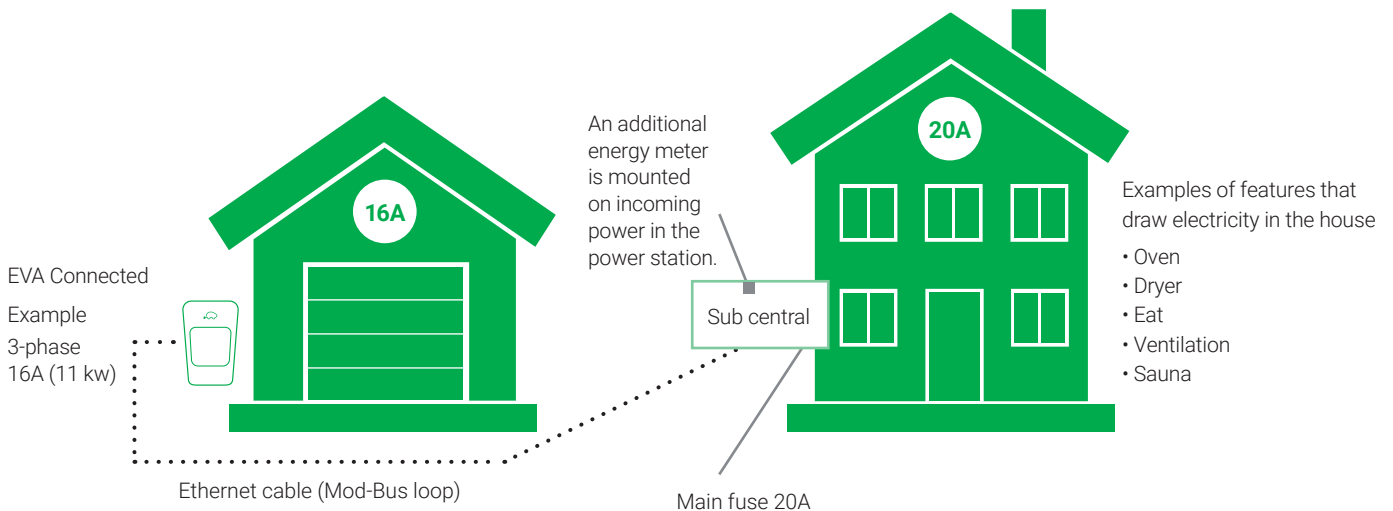 EVA Connected
Example
3-phase
16A (11 kw)
16A
Ethernet cable (Mod-Bus loop)
An additional
energy meter
is mounted
on incoming
power in the
power station.
Sub central
Main fuse 20A
20A
Examples of features that
draw electricity in the house
• Oven
• Dryer
• Eat
• Ventilation
• Sauna